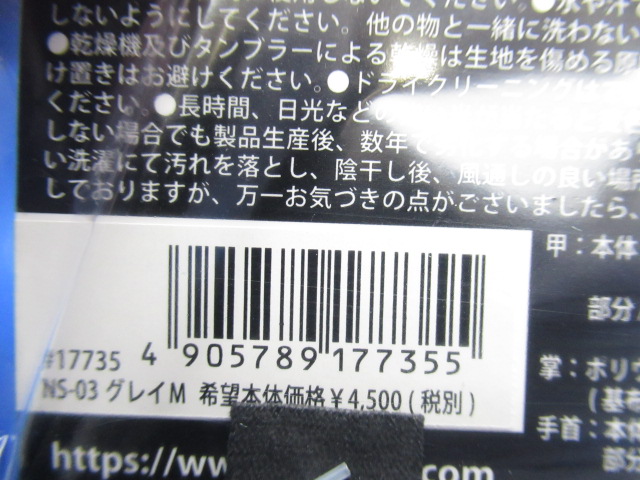 しないようにしてください。他の物と一緒に洗わない
●乾燥機及びタンブラーによる乾燥は生地を傷める原
け置きはお避けください。●ドライクリーニングは
ください。●長時間、日光など
しない場合でも製品生産後、数年で
い洗濯にて汚れを落とし、陰干し後、風通しの良い場所
しておりますが、万一お気づきの点がございましたら、
4 905789 177355
#17735
NS-03 グレイM 希望本体価格¥4,500(税別)
甲:本体
部分
掌:ポリウ
(基布
手首:本体
部分
https://ww
.com